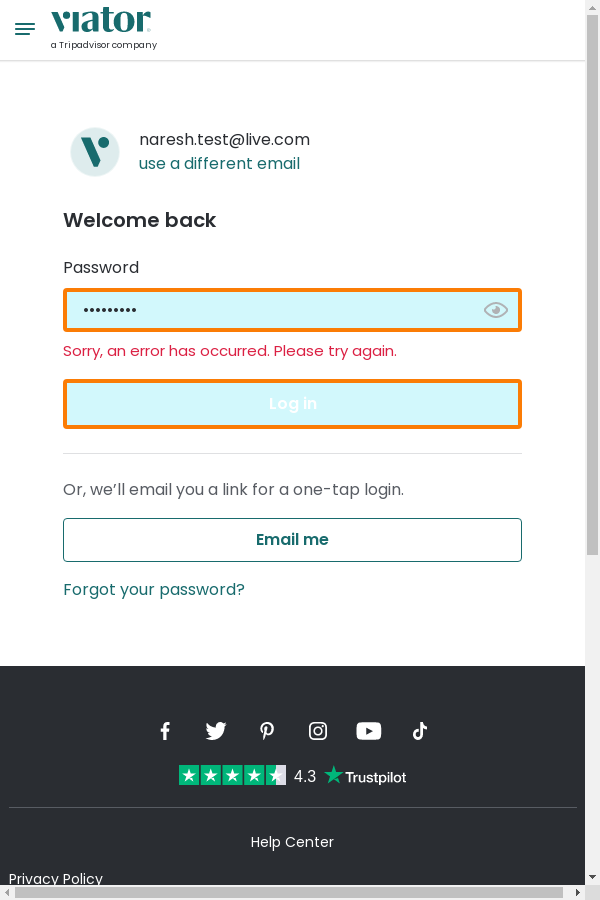 viator
a Tripadvisor company
naresh.test@live.com
use a different email
Welcome back
Password
•••••••••
Sorry, an error has occurred. Please try again.
Log in
Or, we’ll email you a link for a one-tap login.
Email me
Forgot your password?
4.3 Trustpilot
Help Center
Privacy Policy